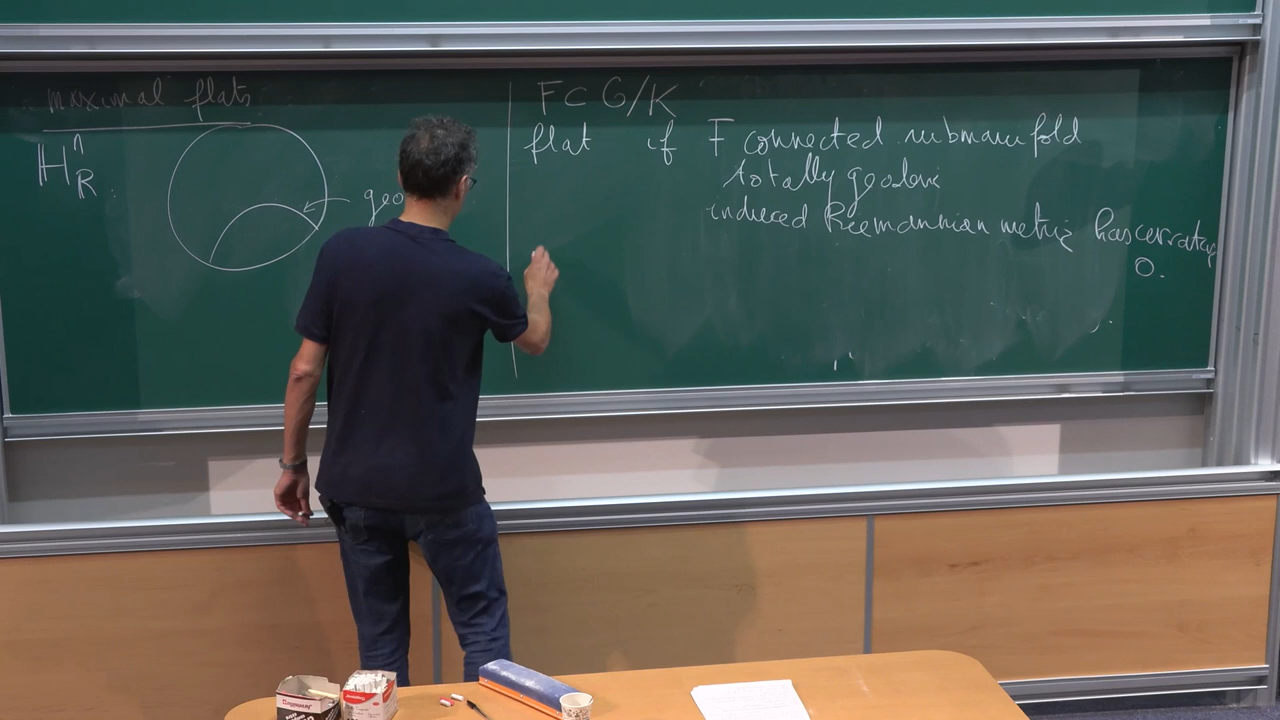 maximal flats
H^n_R
geo
F ⊂ G/K
flat if F connected submanifold
totally geodesic
induced Riemannian metric has curvature
0.